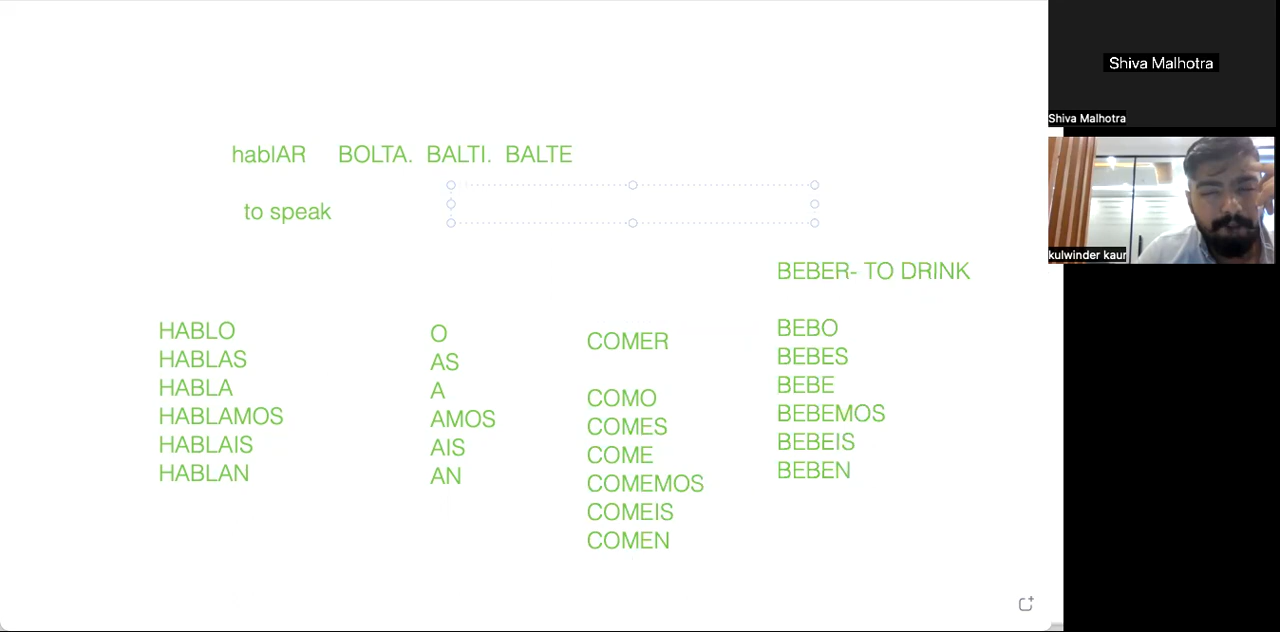 hablAR BOLTA. BALTI. BALTE
to speak
BEBER- TO DRINK
HABLO
HABLAS
HABLA
HABLAMOS
HABLAIS
HABLAN
O
AS
A
AMOS
AIS
AN
COMER
COMO
COMES
COME
COMEMOS
COMEIS
COMEN
BEBO
BEBES
BEBE
BEBEMOS
BEBEIS
BEBEN
Shiva Malhotra
Shiva Malhotra
kulwinder kaur